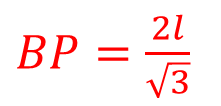 BP = 2l/√3